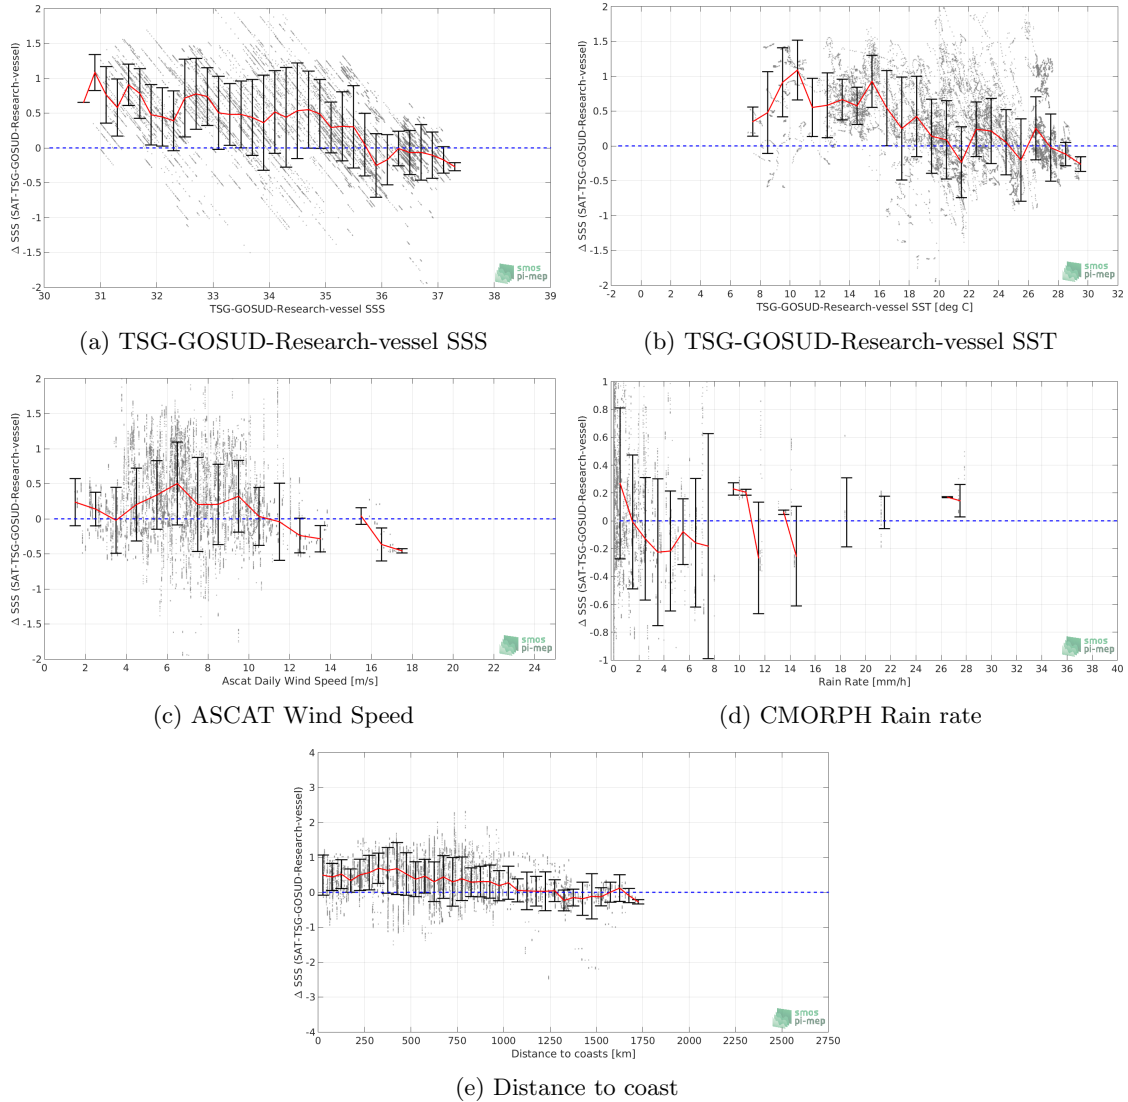 Δ SSS (SAT-TSG-GOSUD-Research-vessel)
2
1.5
1
0.5
0
-0.5
-1
-1.5
-2
30 31 32 33 34 35 36 37 38 39
TSG-GOSUD-Research-vessel SSS
smos
pi-mep
(a) TSG-GOSUD-Research-vessel SSS
Δ SSS (SAT-TSG-GOSUD-Research-vessel)
2
1.5
1
0.5
0
-0.5
-1
-1.5
-2
-2 0 2 4 6 8 10 12 14 16 18 20 22 24 26 28 30 32
TSG-GOSUD-Research-vessel SST [deg C]
smos
pi-mep
(b) TSG-GOSUD-Research-vessel SST
Δ SSS (SAT-TSG-GOSUD-Research-vessel)
2
1.5
1
0.5
0
-0.5
-1
-1.5
-2
0 2 4 6 8 10 12 14 16 18 20 22 24
Ascat Daily Wind Speed [m/s]
smos
pi-mep
(c) ASCAT Wind Speed
Δ SSS (SAT-TSG-GOSUD-Research-vessel)
1
0.8
0.6
0.4
0.2
0
-0.2
-0.4
-0.6
-0.8
-1
0 2 4 6 8 10 12 14 16 18 20 22 24 26 28 30 32 34 36 38 40
Rain Rate [mm/h]
smos
pi-mep
(d) CMORPH Rain rate
Δ SSS (SAT-TSG-GOSUD-Research-vessel)
4
3
2
1
0
-1
-2
-3
-4
0 250 500 750 1000 1250 1500 1750 2000 2250 2500 2750
Distance to coasts [km]
smos
pi-mep
(e) Distance to coast